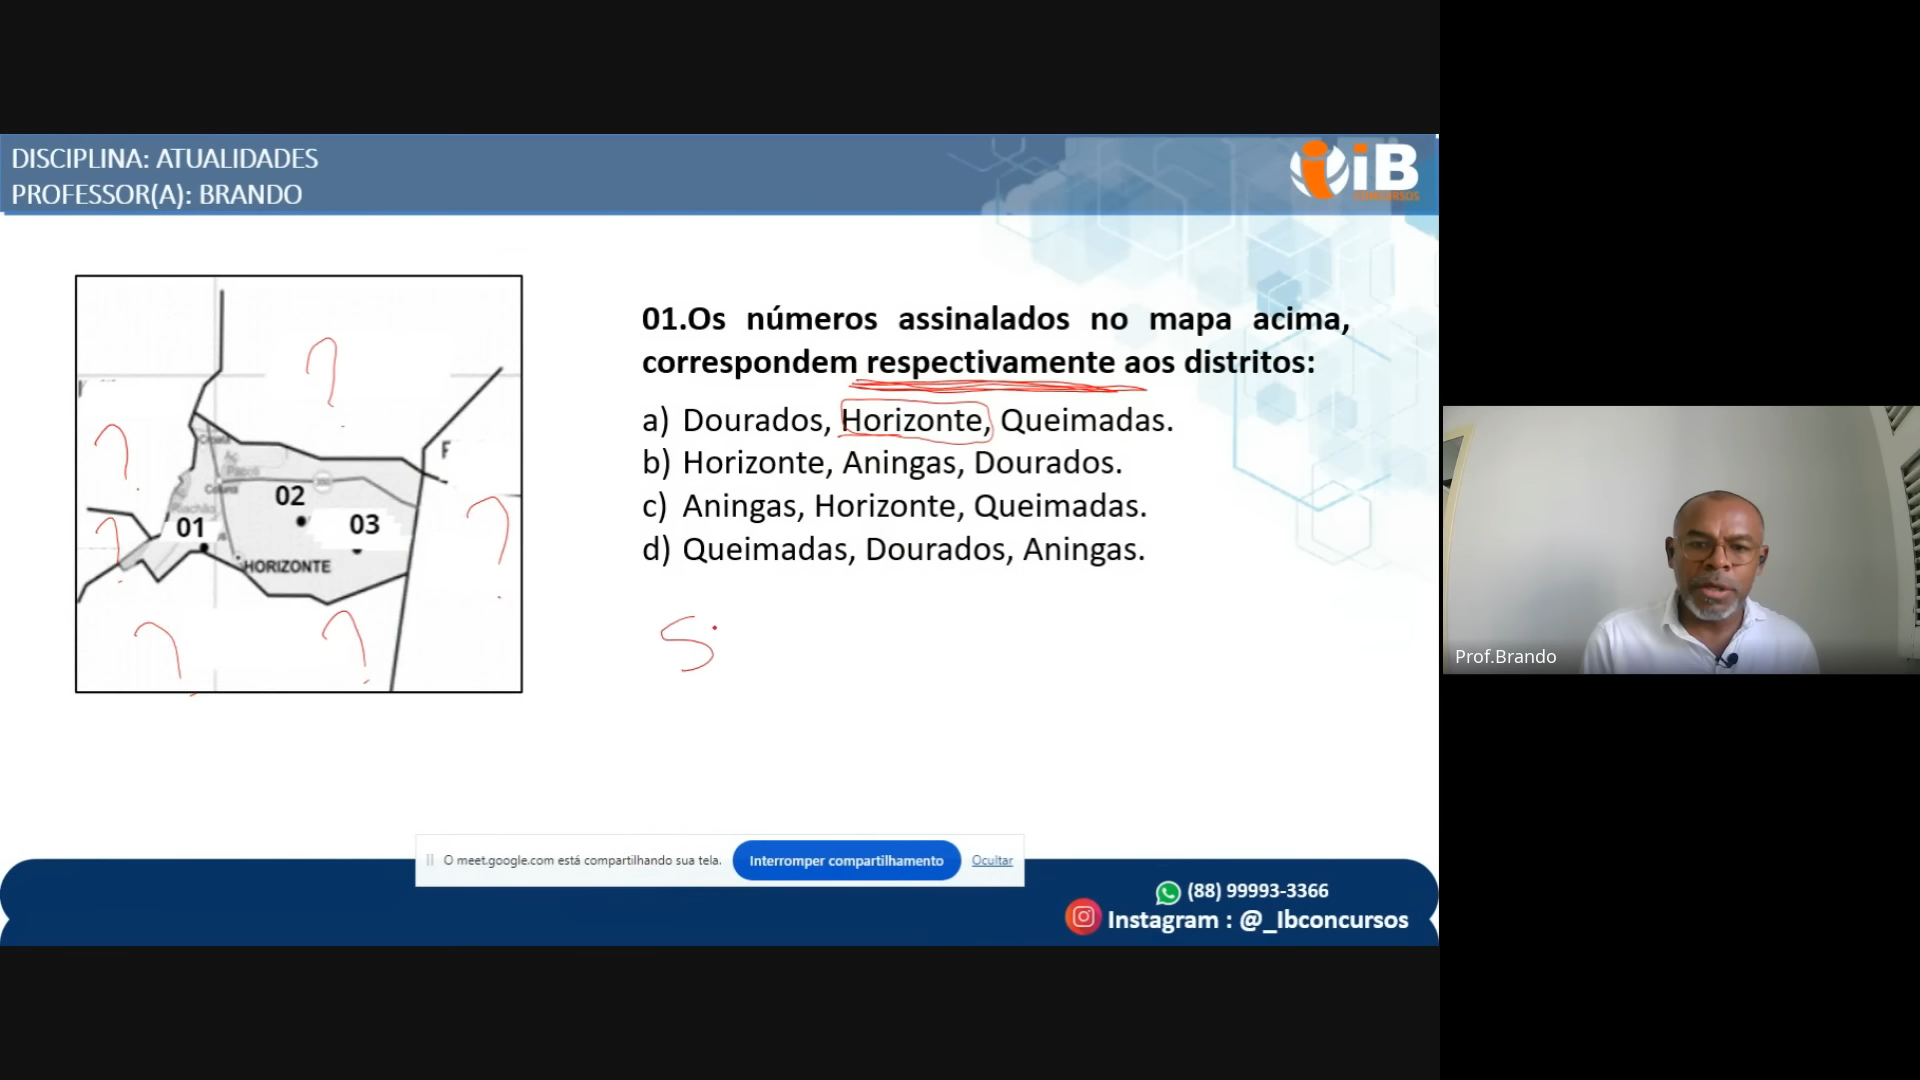 DISCIPLINA: ATUALIDADES
PROFESSOR(A): BRANDO
iB
CONCURSOS
01.Os números assinalados no mapa acima,
correspondem respectivamente aos distritos:
a) Dourados, Horizonte, Queimadas.
b) Horizonte, Aningas, Dourados.
c) Aningas, Horizonte, Queimadas.
d) Queimadas, Dourados, Aningas.
?
?
?
?
?
?
F
02
01
03
HORIZONTE
S
Prof.Brando
O meet.google.com está compartilhando sua tela.
Interromper compartilhamento
Ocultar
(88) 99993-3366
Instagram : @_Ibconcursos